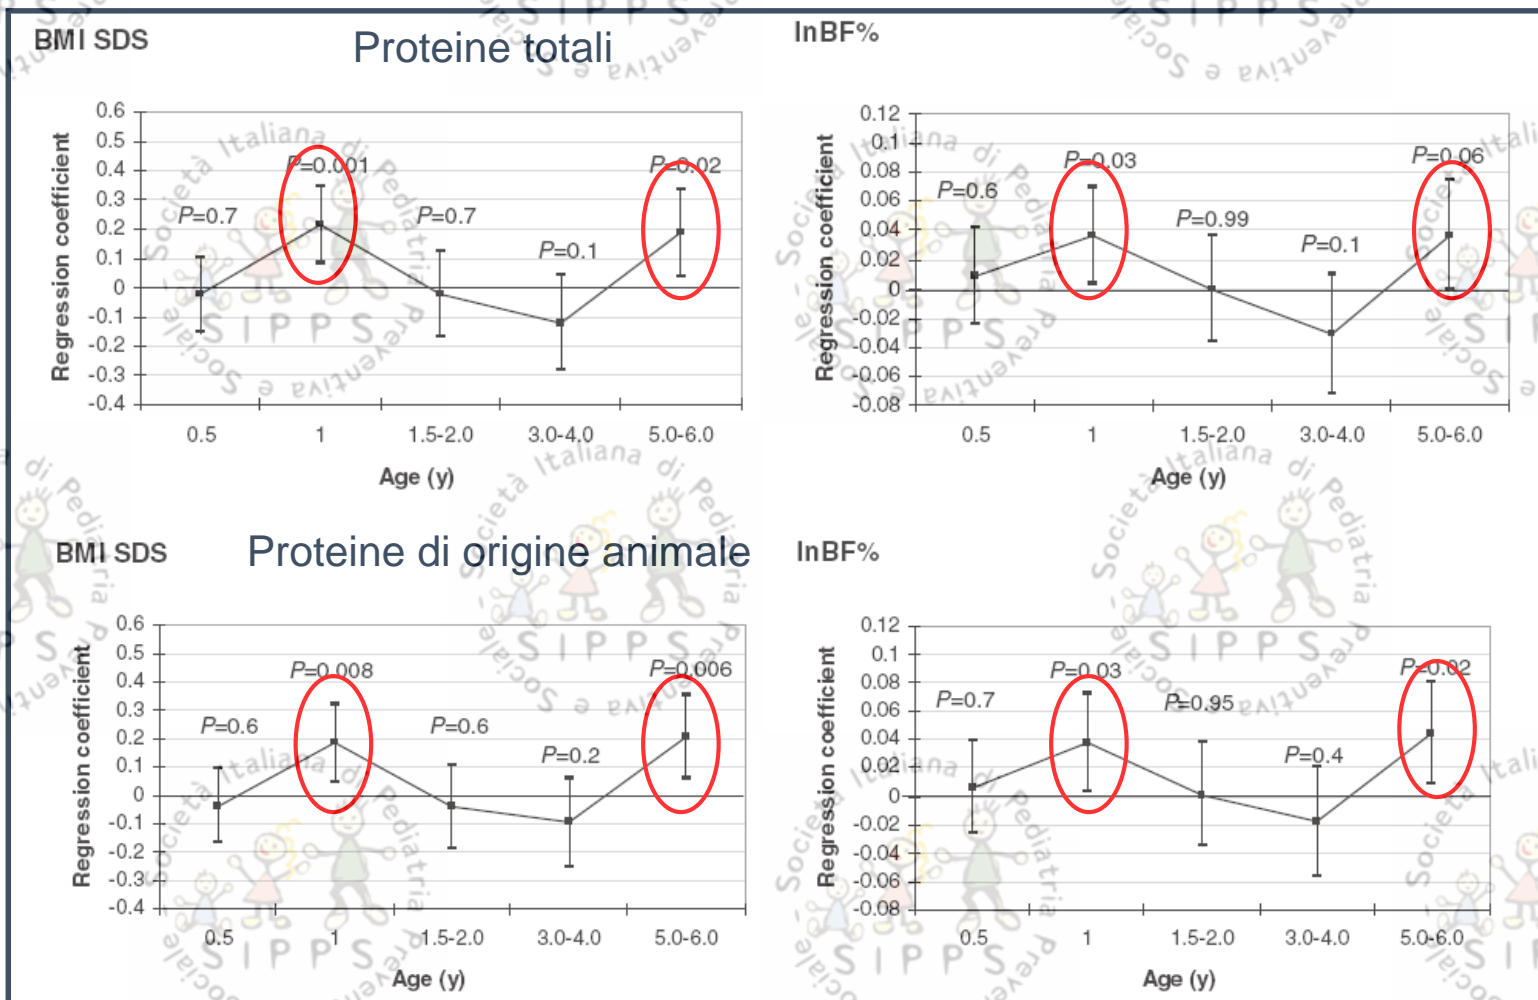 BMI SDS
Proteine totali
lnBF%
Regression coefficient
0.6
0.5
0.4
0.3
0.2
0.1
0
-0.1
-0.2
-0.3
-0.4
P=0.7
P=0.001
P=0.7
P=0.1
P=0.02
0.5 1 1.5-2.0 3.0-4.0 5.0-6.0
Age (y)
Regression coefficient
0.12
0.1
0.08
0.06
0.04
0.02
0
-0.02
-0.04
-0.06
-0.08
P=0.6
P=0.03
P=0.99
P=0.1
P=0.06
0.5 1 1.5-2.0 3.0-4.0 5.0-6.0
Age (y)
BMI SDS
Proteine di origine animale
lnBF%
Regression coefficient
0.6
0.5
0.4
0.3
0.2
0.1
0
-0.1
-0.2
-0.3
-0.4
P=0.6
P=0.008
P=0.6
P=0.2
P=0.006
0.5 1 1.5-2.0 3.0-4.0 5.0-6.0
Age (y)
Regression coefficient
0.12
0.1
0.08
0.06
0.04
0.02
0
-0.02
-0.04
-0.06
-0.08
P=0.7
P=0.03
P=0.95
P=0.4
P=0.02
0.5 1 1.5-2.0 3.0-4.0 5.0-6.0
Age (y)
Società Italiana di Pediatria Preventiva e Sociale
SIPPS